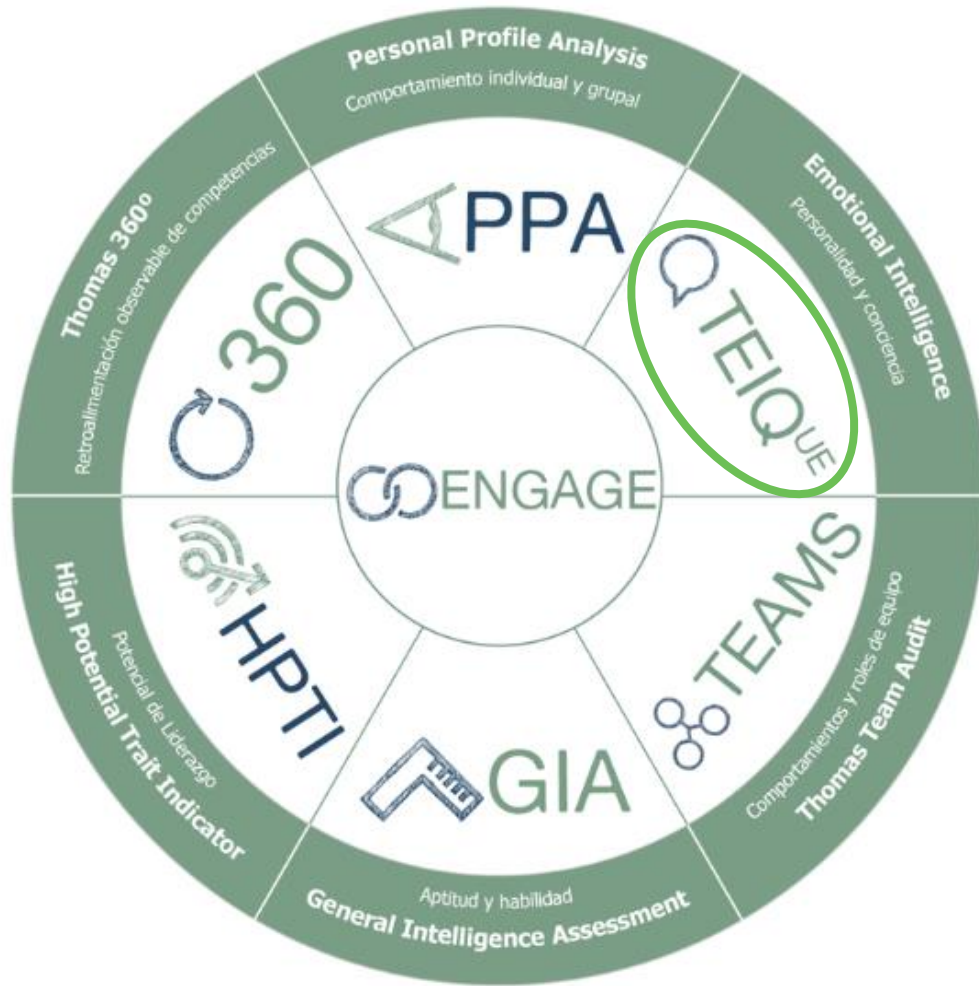 Personal Profile Analysis
Comportamiento individual y grupal
PPA
Emotional Intelligence
Personalidad y conciencia
TEIQUE
Thomas Team Audit
Comportamientos y roles de equipo
TEAMS
General Intelligence Assessment
Aptitud y habilidad
GIA
High Potential Trait Indicator
Potencial de Liderazgo
HPTI
Thomas 360º
Retroalimentación observable de competencias
360
ENGAGE